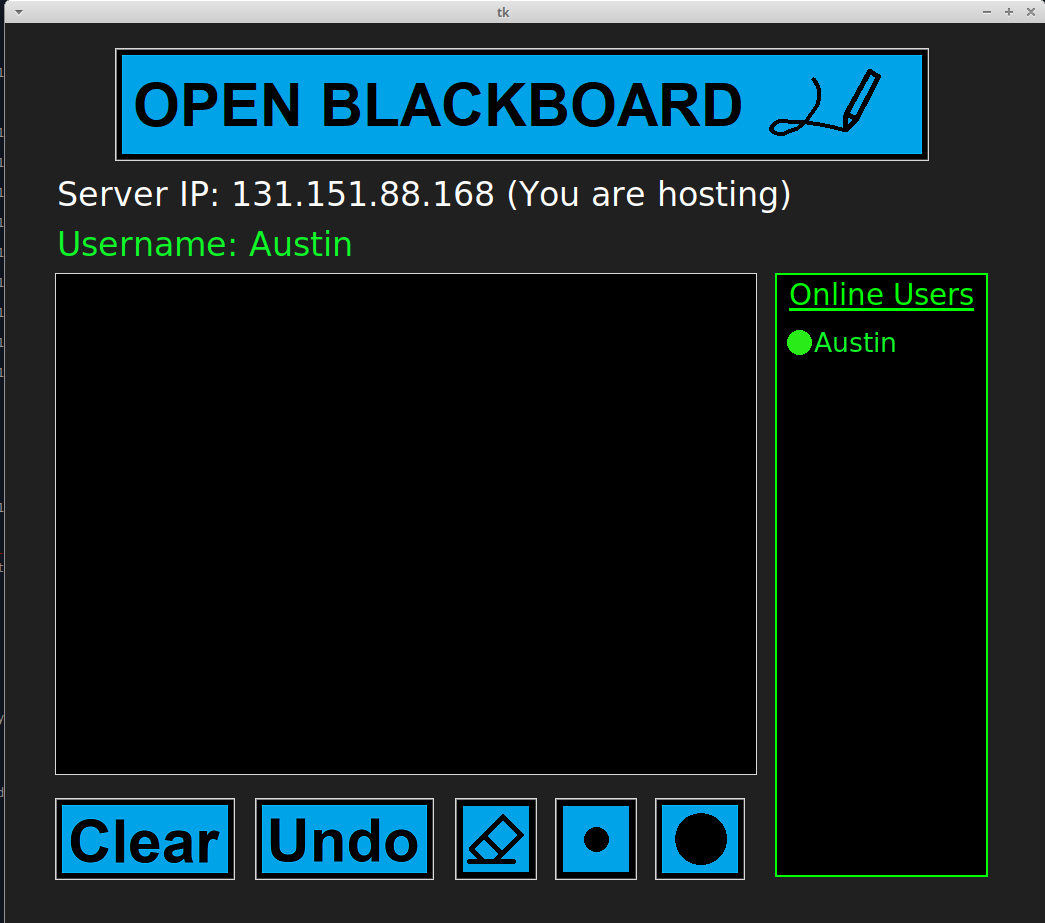 tk
OPEN BLACKBOARD
Server IP: 131.151.88.168 (You are hosting)
Username: Austin
Online Users
Austin
Clear
Undo